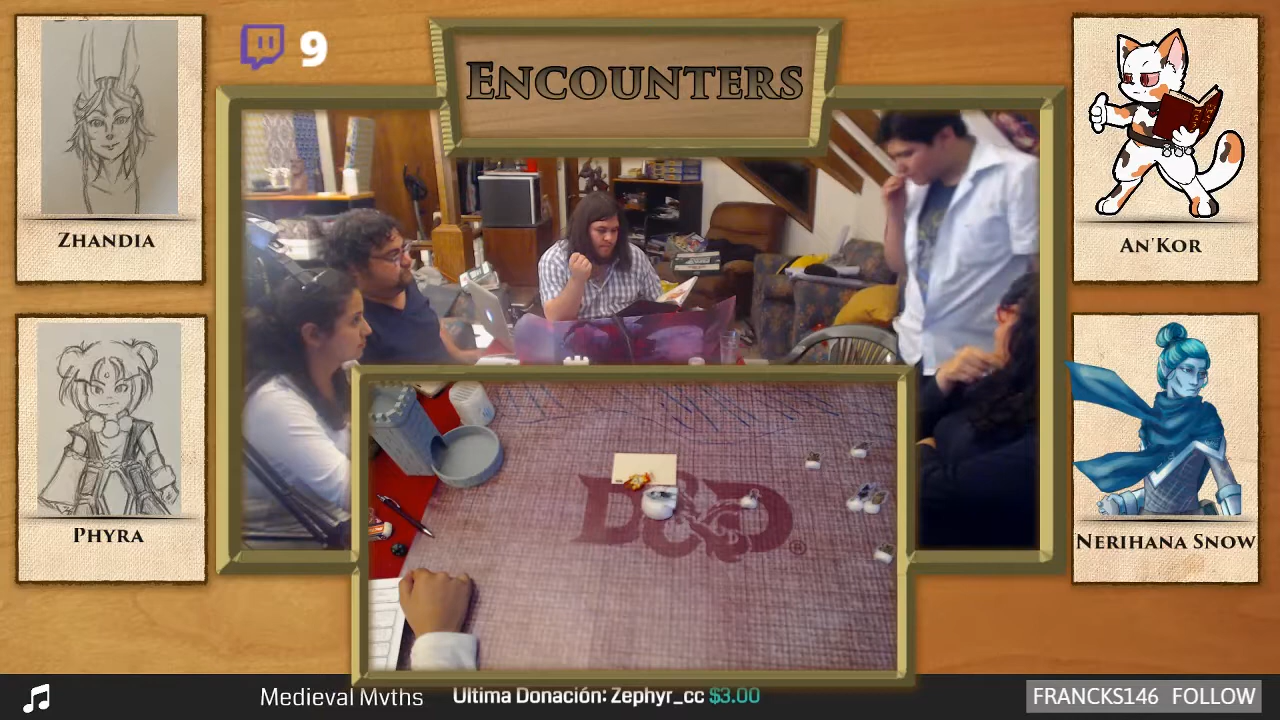 9
ENCOUNTERS
ZHANDIA
AN'KOR
PHYRA
NERIHANA SNOW
D&D®
Medieval Myths
Ultima Donación: Zephyr_cc $3.00
FRANCKS146 FOLLOW